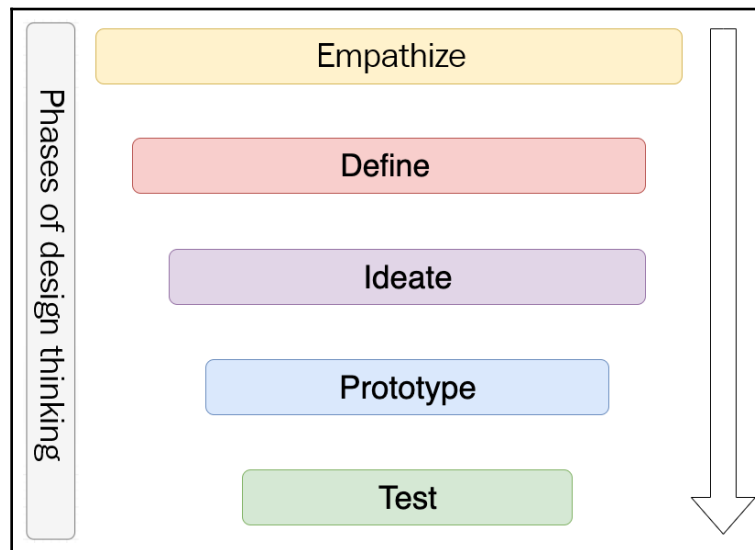 Phases of design thinking
Empathize
Define
Ideate
Prototype
Test